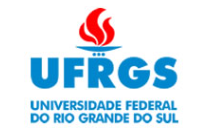 UFRGS
UNIVERSIDADE FEDERAL
DO RIO GRANDE DO SUL